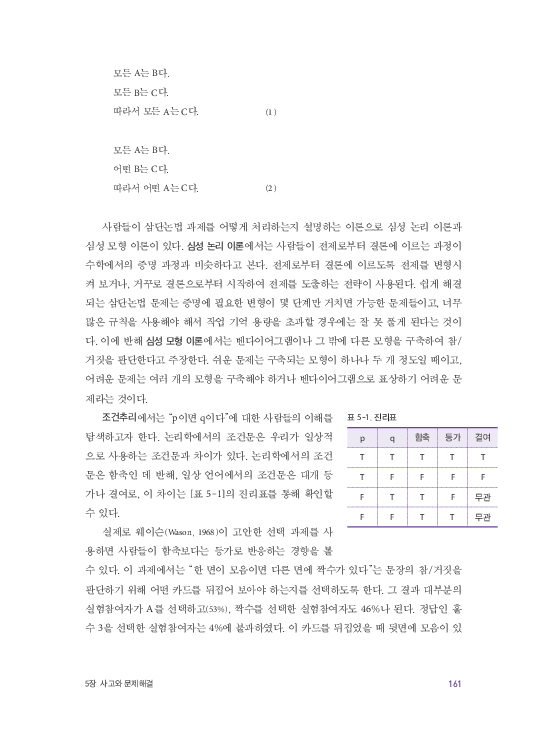 모든 A는 B다.
모든 B는 C다.
따라서 모든 A는 C다. (1)
모든 A는 B다.
어떤 B는 C다.
따라서 어떤 A는 C다. (2)
사람들이 삼단논법 과제를 어떻게 처리하는지 설명하는 이론으로 심성 논리 이론과
심성 모형 이론이 있다. 심성 논리 이론에서는 사람들이 전제로부터 결론에 이르는 과정이
수학에서의 증명 과정과 비슷하다고 본다. 전제로부터 결론에 이르도록 전제를 변형시
켜 보거나, 거꾸로 결론으로부터 시작하여 전제를 도출하는 전략이 사용된다. 쉽게 해결
되는 삼단논법 문제는 증명에 필요한 변형이 몇 단계만 거치면 가능한 문제들이고, 너무
많은 규칙을 사용해야 해서 작업 기억 용량을 초과할 경우에는 잘 못 풀게 된다는 것이
다. 이에 반해 심성 모형 이론에서는 벤다이어그램이나 그 밖에 다른 모형을 구축하여 참/
거짓을 판단한다고 주장한다. 쉬운 문제는 구축되는 모형이 하나나 두 개 정도일 때이고,
어려운 문제는 여러 개의 모형을 구축해야 하거나 벤다이어그램으로 표상하기 어려운 문
제라는 것이다.
조건추리에서는 “p이면 q이다”에 대한 사람들의 이해를
탐색하고자 한다. 논리학에서의 조건문은 우리가 일상적
으로 사용하는 조건문과 차이가 있다. 논리학에서의 조건
문은 함축인 데 반해, 일상 언어에서의 조건문은 대개 등
가나 결여로, 이 차이는 [표 5-1]의 진리표를 통해 확인할
수 있다.
표 5-1. 진리표
p q 함축 등가 결여
T T T T T
T F F F F
F T T F 무관
F F T T 무관
실제로 웨이슨(Wason, 1968)이 고안한 선택 과제를 사
용하면 사람들이 함축보다는 등가로 반응하는 경향을 볼
수 있다. 이 과제에서는 “한 면이 모음이면 다른 면에 짝수가 있다”는 문장의 참/거짓을
판단하기 위해 어떤 카드를 뒤집어 보아야 하는지를 선택하도록 한다. 그 결과 대부분의
실험참여자가 A를 선택하고(53%), 짝수를 선택한 실험참여자도 46%나 된다. 정답인 홀
수 3을 선택한 실험참여자는 4%에 불과하였다. 이 카드를 뒤집었을 때 뒷면에 모음이 있
5장 사고와 문제해결 161